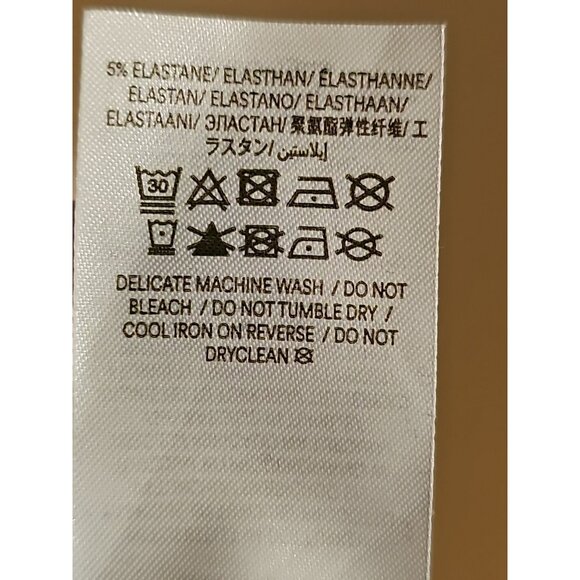 5% ELASTANE/ ELASTHAN/ ÉLASTHANNE/
ELASTAN/ ELASTANO/ ELASTHAAN/
ELASTAANI/ ЭЛАСТАН/ 聚氨酯弹性纤维/ エ
ラスタン/ إيلاستين/
30
DELICATE MACHINE WASH / DO NOT
BLEACH / DO NOT TUMBLE DRY /
COOL IRON ON REVERSE / DO NOT
DRYCLEAN